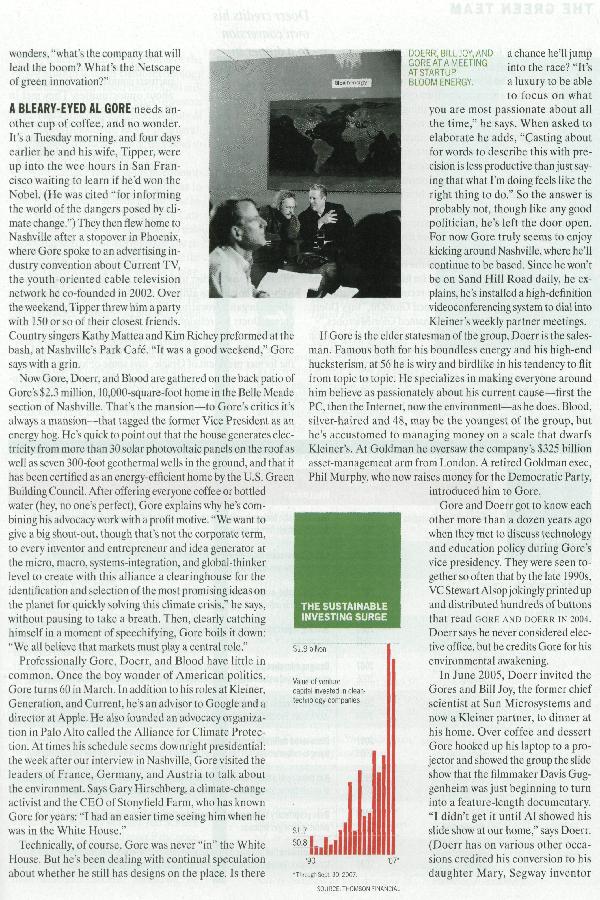 THE GREEN TEAM
wonders, “what's the company that will
lead the boom? What's the Netscape
of green innovation?”
A BLEARY-EYED AL GORE needs an-
other cup of coffee, and no wonder.
It's a Tuesday morning, and four days
earlier he and his wife, Tipper, were
up into the wee hours in San Fran-
cisco waiting to learn if he'd won the
Nobel. (He was cited “for informing
the world of the dangers posed by cli-
mate change.”) They then flew home to
Nashville after a stopover in Phoenix,
where Gore spoke to an advertising in-
dustry convention about Current TV,
the youth-oriented cable television
network he co-founded in 2002. Over
the weekend, Tipper threw him a party
with 150 or so of their closest friends.
Country singers Kathy Mattea and Kim Richey preformed at the
bash, at Nashville's Park Café. “It was a good weekend,” Gore
says with a grin.
Now Gore, Doerr, and Blood are gathered on the back patio of
Gore's $2.3 million, 10,000-square-foot home in the Belle Meade
section of Nashville. That's the mansion—to Gore's critics it's
always a mansion—that tagged the former Vice President as an
energy hog. He's quick to point out that the house generates elec-
tricity from more than 30 solar photovoltaic panels on the roof as
well as seven 300-foot geothermal wells in the ground, and that it
has been certified as an energy-efficient home by the U.S. Green
Building Council. After offering everyone coffee or bottled
water (hey, no one's perfect), Gore explains why he's com-
bining his advocacy work with a profit motive. “We want to
give a big shout-out, though that's not the corporate term,
to every inventor and entrepreneur and idea generator at
the micro, macro, systems-integration, and global-thinker
level to create with this alliance a clearinghouse for the
identification and selection of the most promising ideas on
the planet for quickly solving this climate crisis,” he says,
without pausing to take a breath. Then, clearly catching
himself in a moment of speechifying, Gore boils it down:
“We all believe that markets must play a central role.”
Professionally Gore, Doerr, and Blood have little in
common. Once the boy wonder of American politics,
Gore turns 60 in March. In addition to his roles at Kleiner,
Generation, and Current, he's an advisor to Google and a
director at Apple. He also founded an advocacy organiza-
tion in Palo Alto called the Alliance for Climate Protec-
tion. At times his schedule seems downright presidential:
the week after our interview in Nashville, Gore visited the
leaders of France, Germany, and Austria to talk about
the environment. Says Gary Hirschberg, a climate-change
activist and the CEO of Stonyfield Farm, who has known
Gore for years: “I had an easier time seeing him when he
was in the White House.”
Technically, of course, Gore was never “in” the White
House. But he's been dealing with continual speculation
about whether he still has designs on the place. Is there
Bloomenergy
DOERR, BILL JOY, AND
GORE AT A MEETING
AT STARTUP
BLOOM ENERGY.
a chance he'll jump
into the race? “It's
a luxury to be able
to focus on what
you are most passionate about all
the time,” he says. When asked to
elaborate he adds, “Casting about
for words to describe this with pre-
cision is less productive than just say-
ing that what I'm doing feels like the
right thing to do.” So the answer is
probably not, though like any good
politician, he's left the door open.
For now Gore truly seems to enjoy
kicking around Nashville, where he'll
continue to be based. Since he won't
be on Sand Hill Road daily, he ex-
plains, he's installed a high-definition
videoconferencing system to dial into
Kleiner's weekly partner meetings.
If Gore is the elder statesman of the group, Doerr is the sales-
man. Famous both for his boundless energy and his high-end
hucksterism, at 56 he is wiry and birdlike in his tendency to flit
from topic to topic. He specializes in making everyone around
him believe as passionately about his current cause—first the
PC, then the Internet, now the environment—as he does. Blood,
silver-haired and 48, may be the youngest of the group, but
he's accustomed to managing money on a scale that dwarfs
Kleiner's. At Goldman he oversaw the company's $325 billion
asset-management arm from London. A retired Goldman exec,
Phil Murphy, who now raises money for the Democratic Party,
introduced him to Gore.
Gore and Doerr got to know each
other more than a dozen years ago
when they met to discuss technology
and education policy during Gore's
vice presidency. They were seen to-
gether so often that by the late 1990s,
VC Stewart Alsop jokingly printed up
and distributed hundreds of buttons
that read GORE AND DOERR IN 2004.
Doerr says he never considered elec-
tive office, but he credits Gore for his
environmental awakening.
In June 2005, Doerr invited the
Gores and Bill Joy, the former chief
scientist at Sun Microsystems and
now a Kleiner partner, to dinner at
his home. Over coffee and dessert
Gore hooked up his laptop to a pro-
jector and showed the group the slide
show that the filmmaker Davis Gug-
genheim was just beginning to turn
into a feature-length documentary.
“I didn't get it until Al showed his
slide show at our home,” says Doerr.
(Doerr has on various other occa-
sions credited his conversion to his
daughter Mary, Segway inventor
THE SUSTAINABLE
INVESTING SURGE
$1.9 billion
Value of venture
capital invested in clean-
technology companies
$1.7
$0.8
'90
'07*
*Through Sept. 30, 2007.
SOURCE: THOMSON FINANCIAL